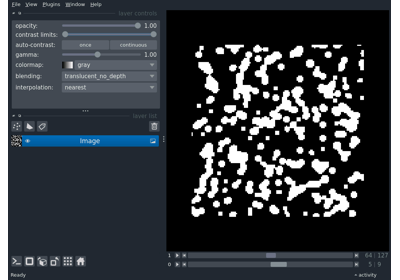 File View Plugins Window Help
layer controls
opacity: 1.00
contrast limits:
auto-contrast: once continuous
gamma: 1.00
colormap: gray
blending: translucent_no_depth
interpolation: nearest
layer list
Image
1 64 127
0 5 9
Ready activity